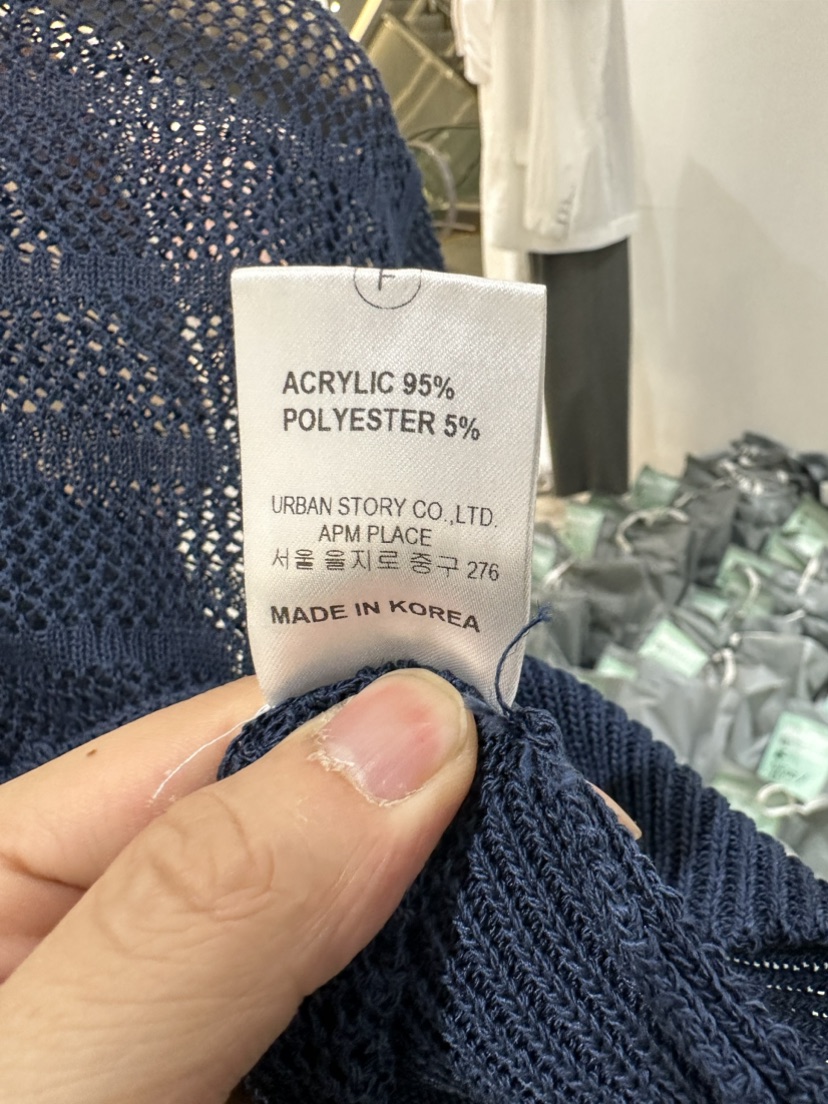 F
ACRYLIC 95%
POLYESTER 5%
URBAN STORY CO.,LTD.
APM PLACE
서울 을지로 중구 276
MADE IN KOREA